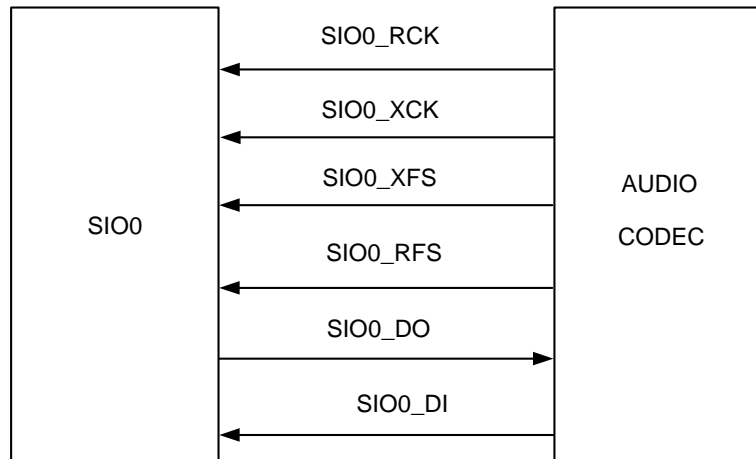 SIO0_RCK
SIO0_XCK
SIO0_XFS
AUDIO
SIO0
CODEC
SIO0_RFS
SIO0_DO
SIO0_DI